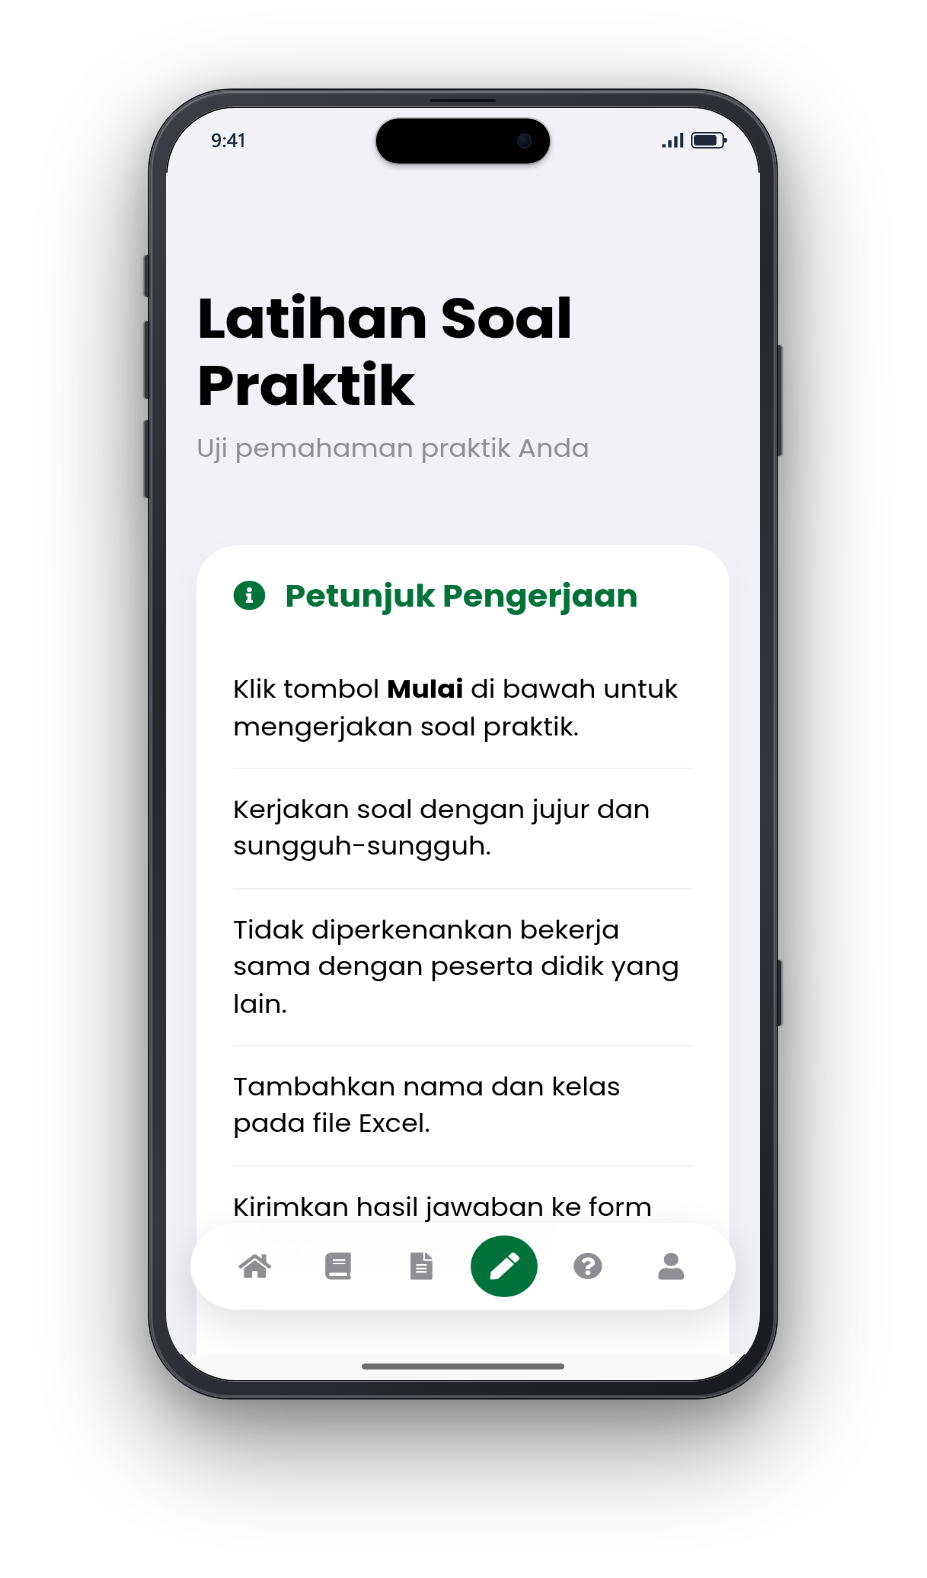 9:41
Latihan Soal
Praktik
Uji pemahaman praktik Anda
Petunjuk Pengerjaan
Klik tombol Mulai di bawah untuk
mengerjakan soal praktik.
Kerjakan soal dengan jujur dan
sungguh-sungguh.
Tidak diperkenankan bekerja
sama dengan peserta didik yang
lain.
Tambahkan nama dan kelas
pada file Excel.
Kirimkan hasil jawaban ke form